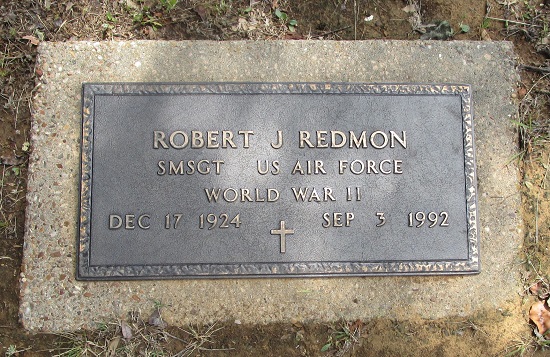 ROBERT J REDMON
SMSGT US AIR FORCE
WORLD WAR II
DEC 17 1924 SEP 3 1992